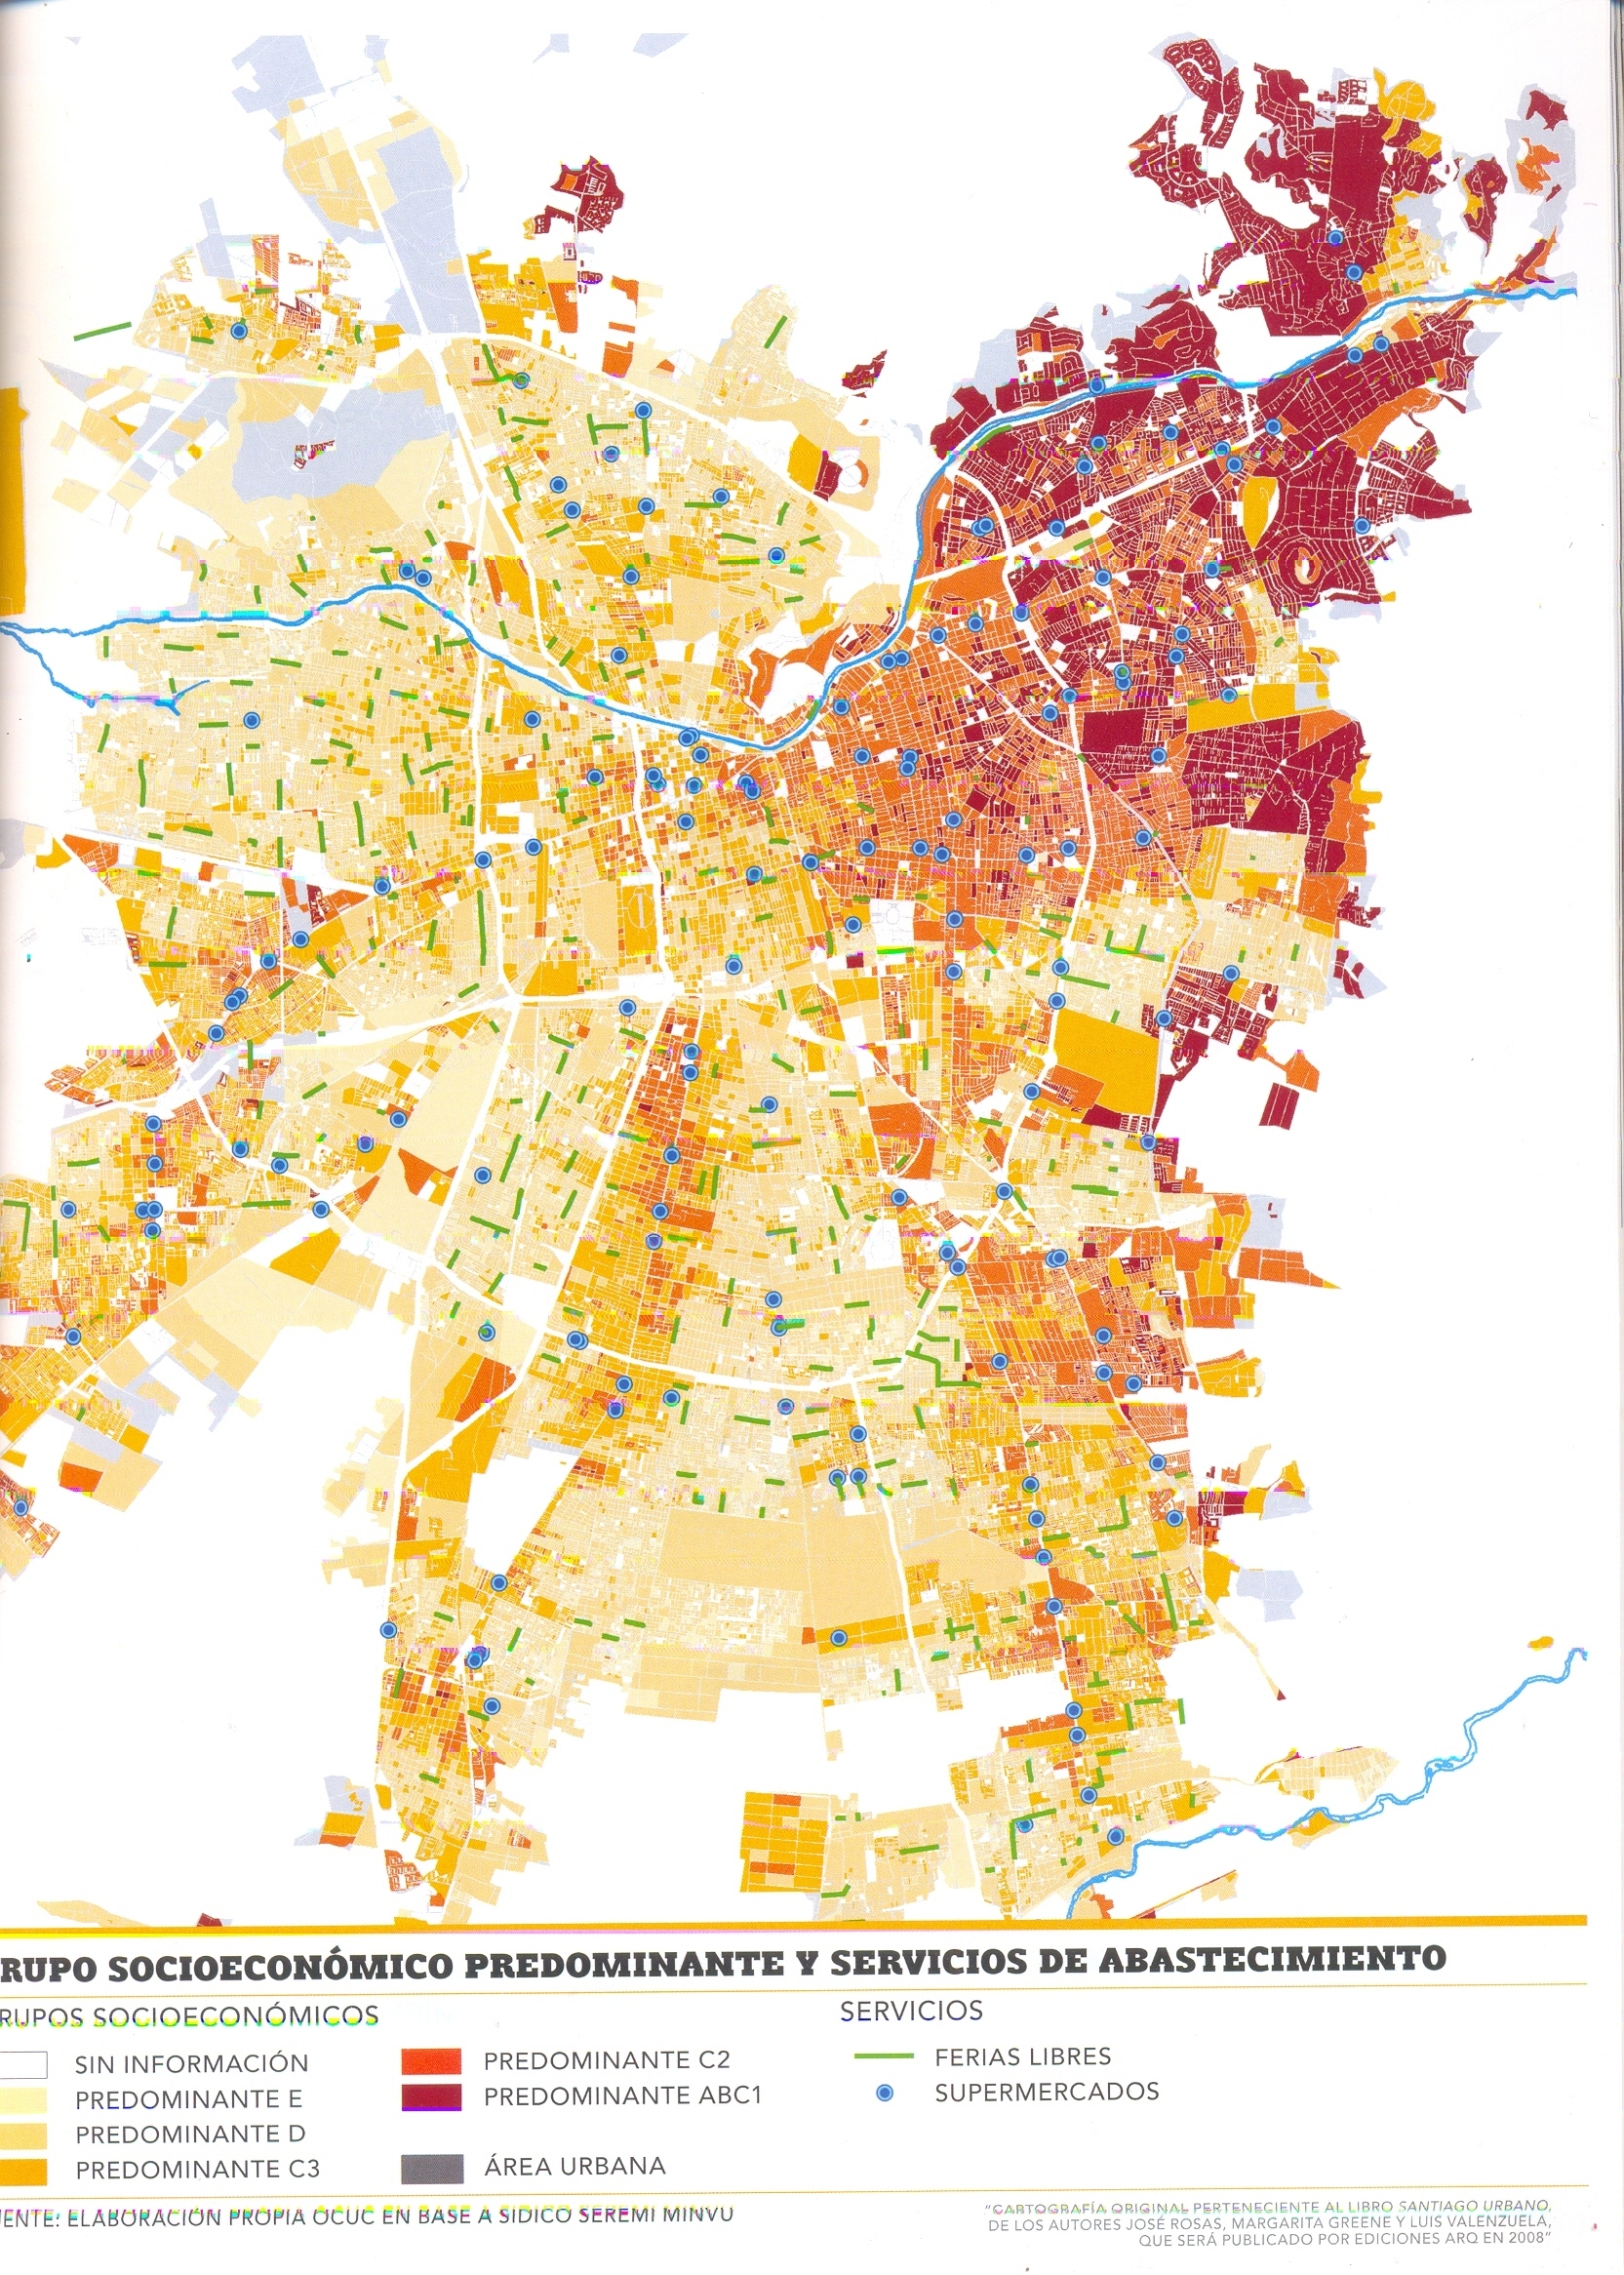 RUPO SOCIOECONÓMICO PREDOMINANTE Y SERVICIOS DE ABASTECIMIENTO
RUPOS SOCIOECONÓMICOS
SIN INFORMACIÓN
PREDOMINANTE E
PREDOMINANTE D
PREDOMINANTE C3
PREDOMINANTE C2
PREDOMINANTE ABC1
ÁREA URBANA
SERVICIOS
FERIAS LIBRES
SUPERMERCADOS
ENTE: ELABORACIÓN PROPIA OCUC EN BASE A SIDICO SEREMI MINVU
"CARTOGRAFÍA ORIGINAL PERTENECIENTE AL LIBRO SANTIAGO URBANO,
DE LOS AUTORES JOSÉ ROSAS, MARGARITA GREENE Y LUIS VALENZUELA,
QUE SERÁ PUBLICADO POR EDICIONES ARQ EN 2008"